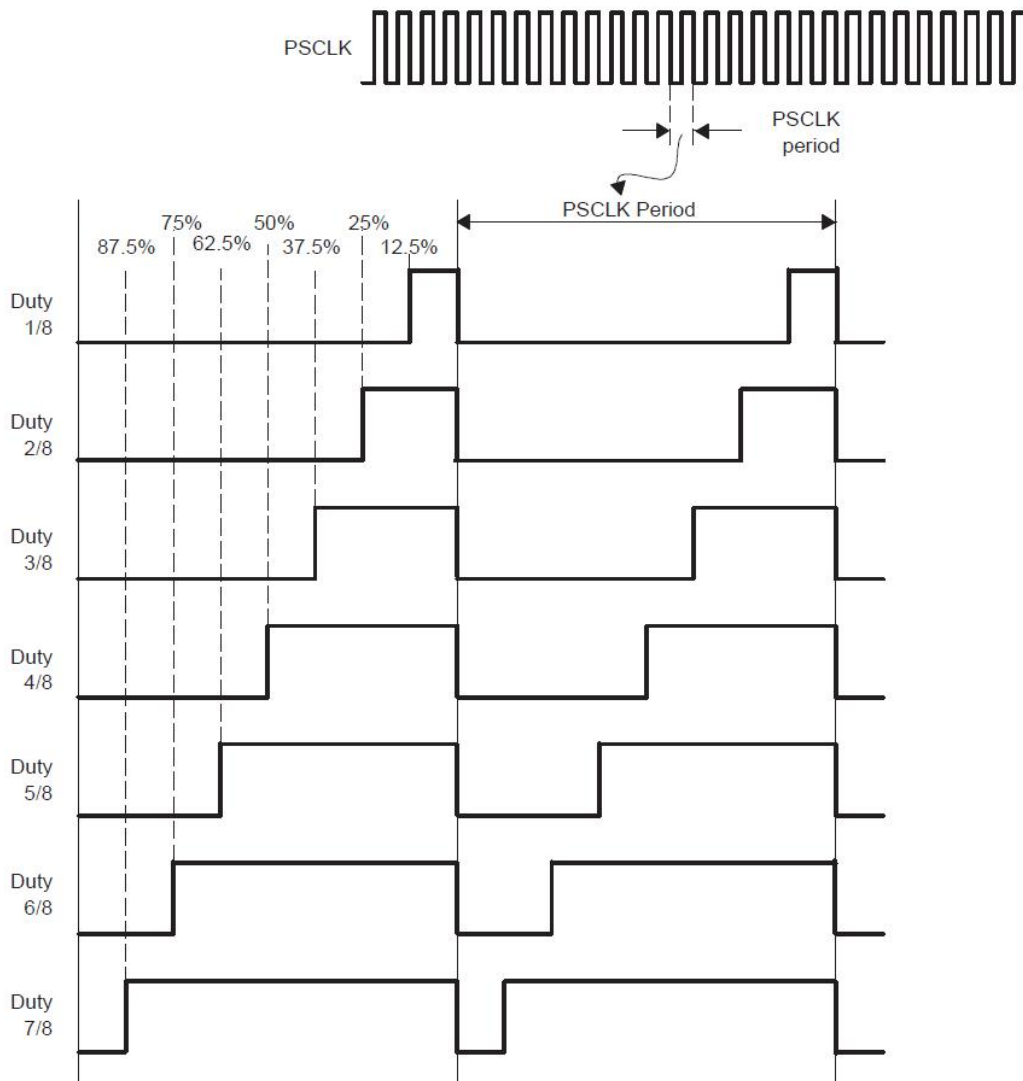 PSCLK
PSCLK
period
PSCLK Period
75%
50%
25%
87.5%
62.5%
37.5%
12.5%
Duty
1/8
Duty
2/8
Duty
3/8
Duty
4/8
Duty
5/8
Duty
6/8
Duty
7/8